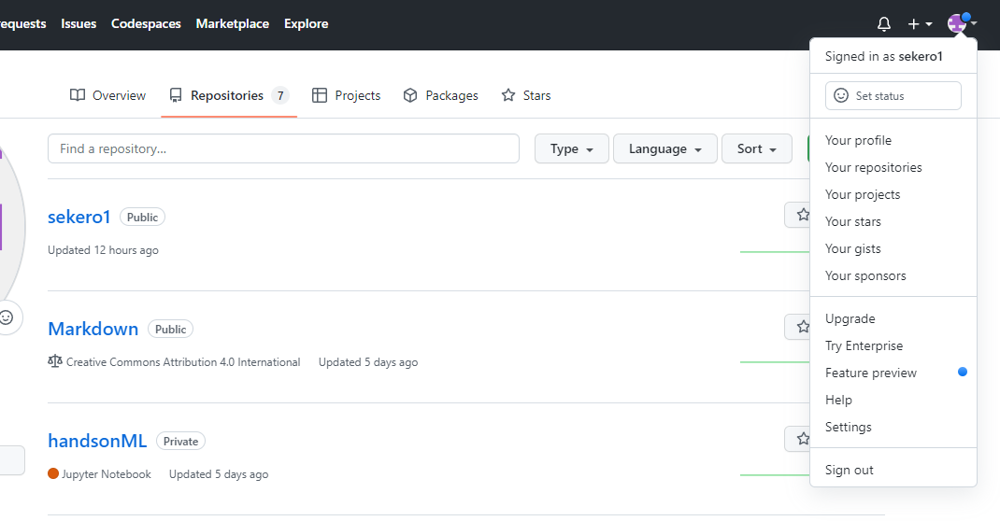 Issues Codespaces Marketplace Explore
Signed in as sekero1
Set status
Your profile
Your repositories
Your projects
Your stars
Your gists
Your sponsors
Upgrade
Try Enterprise
Feature preview
Help
Settings
Sign out
Overview Repositories 7 Projects Packages Stars
Find a repository...
Type Language Sort
sekero1 Public
Updated 12 hours ago
Markdown Public
Creative Commons Attribution 4.0 International Updated 5 days ago
handsonML Private
Jupyter Notebook Updated 5 days ago